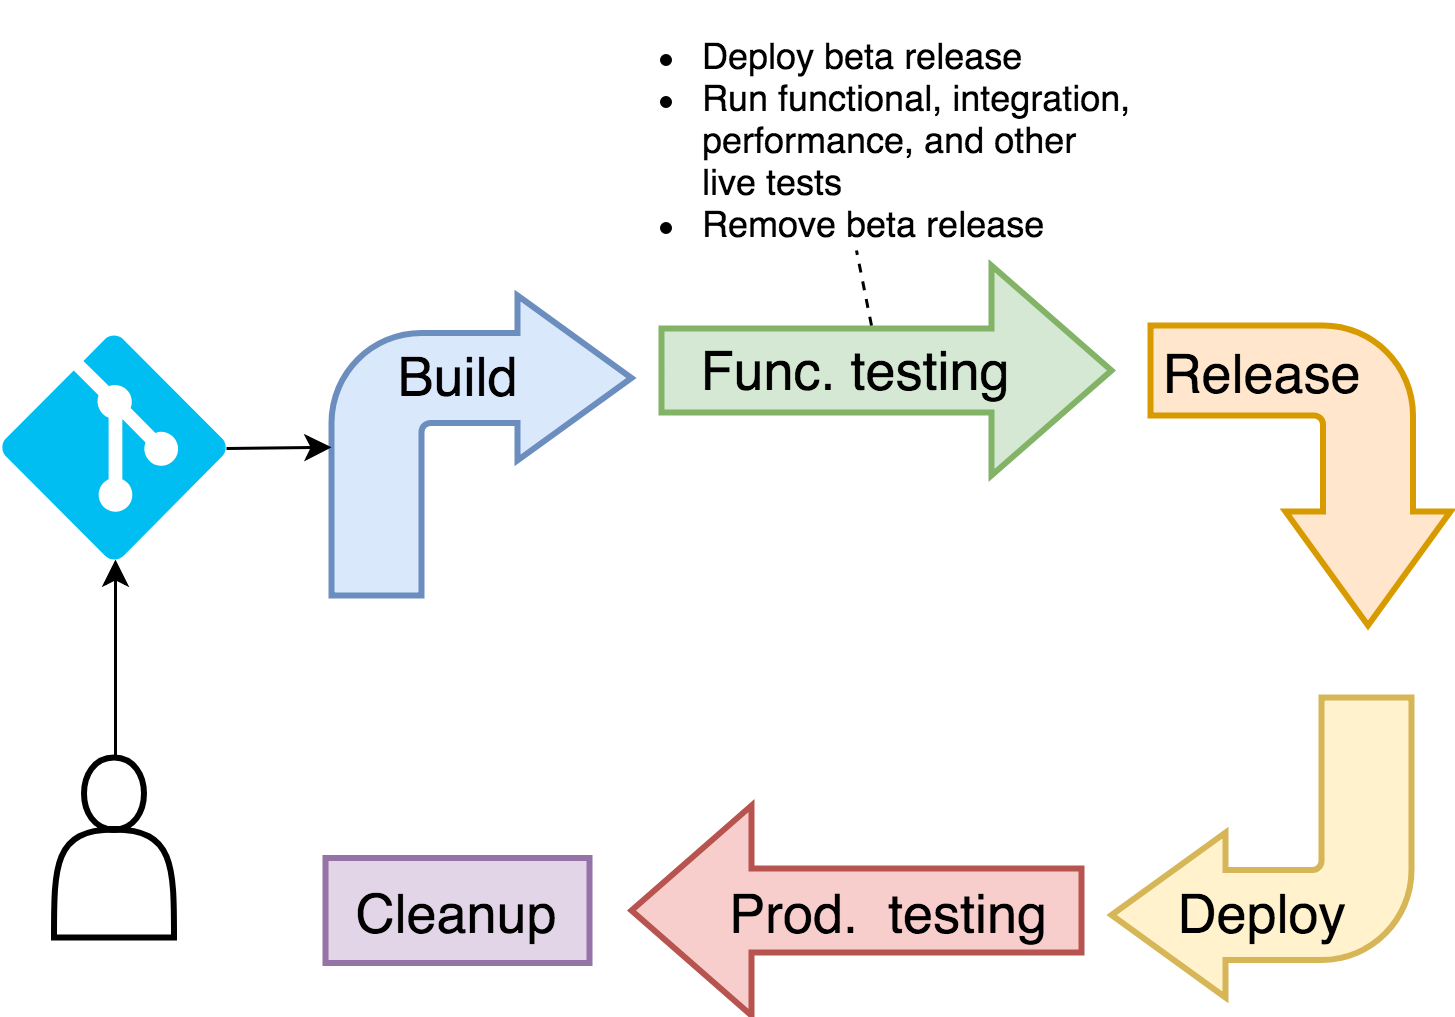 • Deploy beta release
• Run functional, integration,
performance, and other
live tests
• Remove beta release
Build
Func. testing
Release
Deploy
Prod. testing
Cleanup